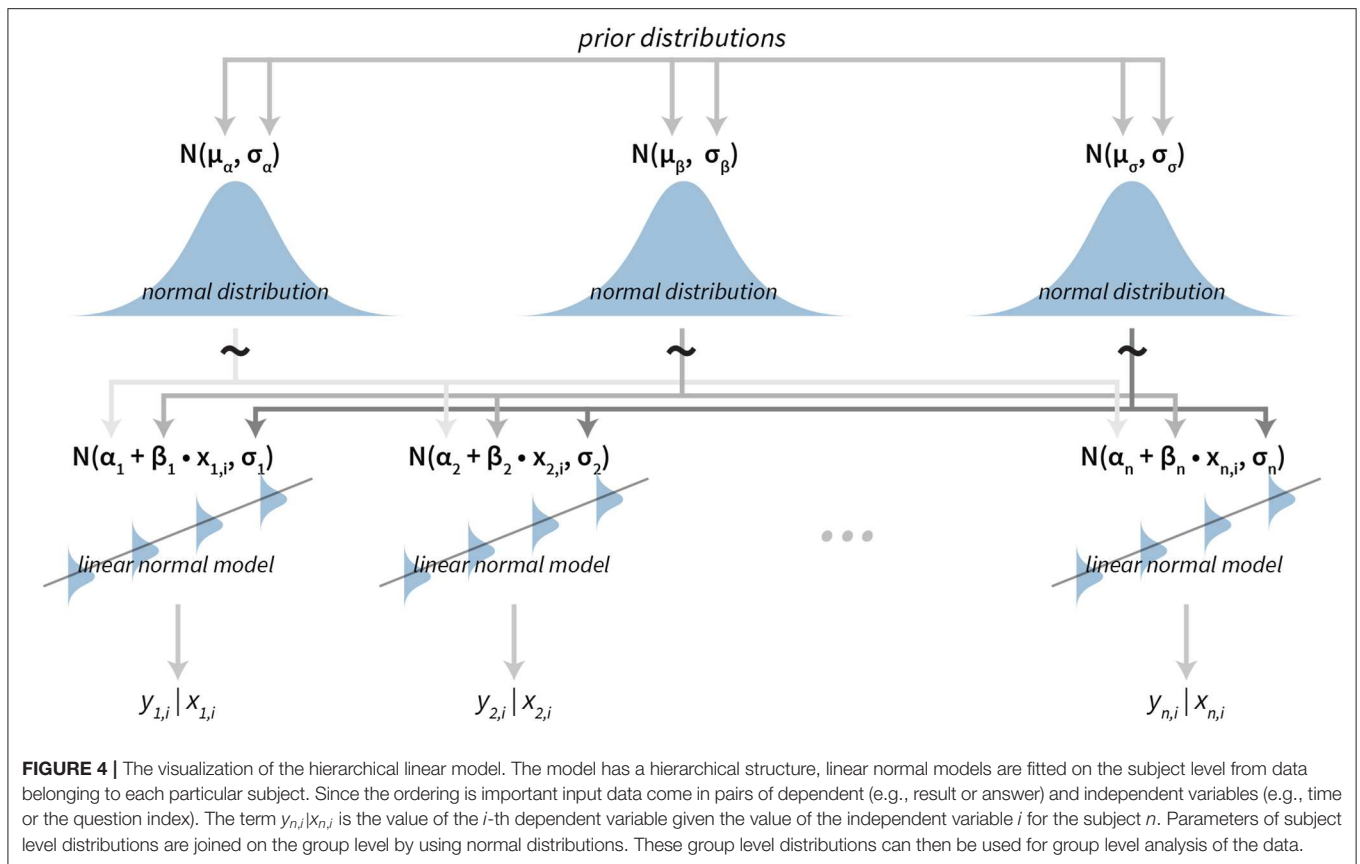 prior distributions
N(μα, σα) N(μβ, σβ) N(μσ, σσ)
normal distribution normal distribution normal distribution
~ ~ ~
N(α1 + β1 • x1,i, σ1) N(α2 + β2 • x2,i, σ2) N(αn + βn • xn,i, σn)
...
linear normal model linear normal model linear normal model
y1,i | x1,i y2,i | x2,i yn,i | xn,i
FIGURE 4 | The visualization of the hierarchical linear model. The model has a hierarchical structure, linear normal models are fitted on the subject level from data
belonging to each particular subject. Since the ordering is important input data come in pairs of dependent (e.g., result or answer) and independent variables (e.g., time
or the question index). The term yn,i|xn,i is the value of the i-th dependent variable given the value of the independent variable i for the subject n. Parameters of subject
level distributions are joined on the group level by using normal distributions. These group level distributions can then be used for group level analysis of the data.